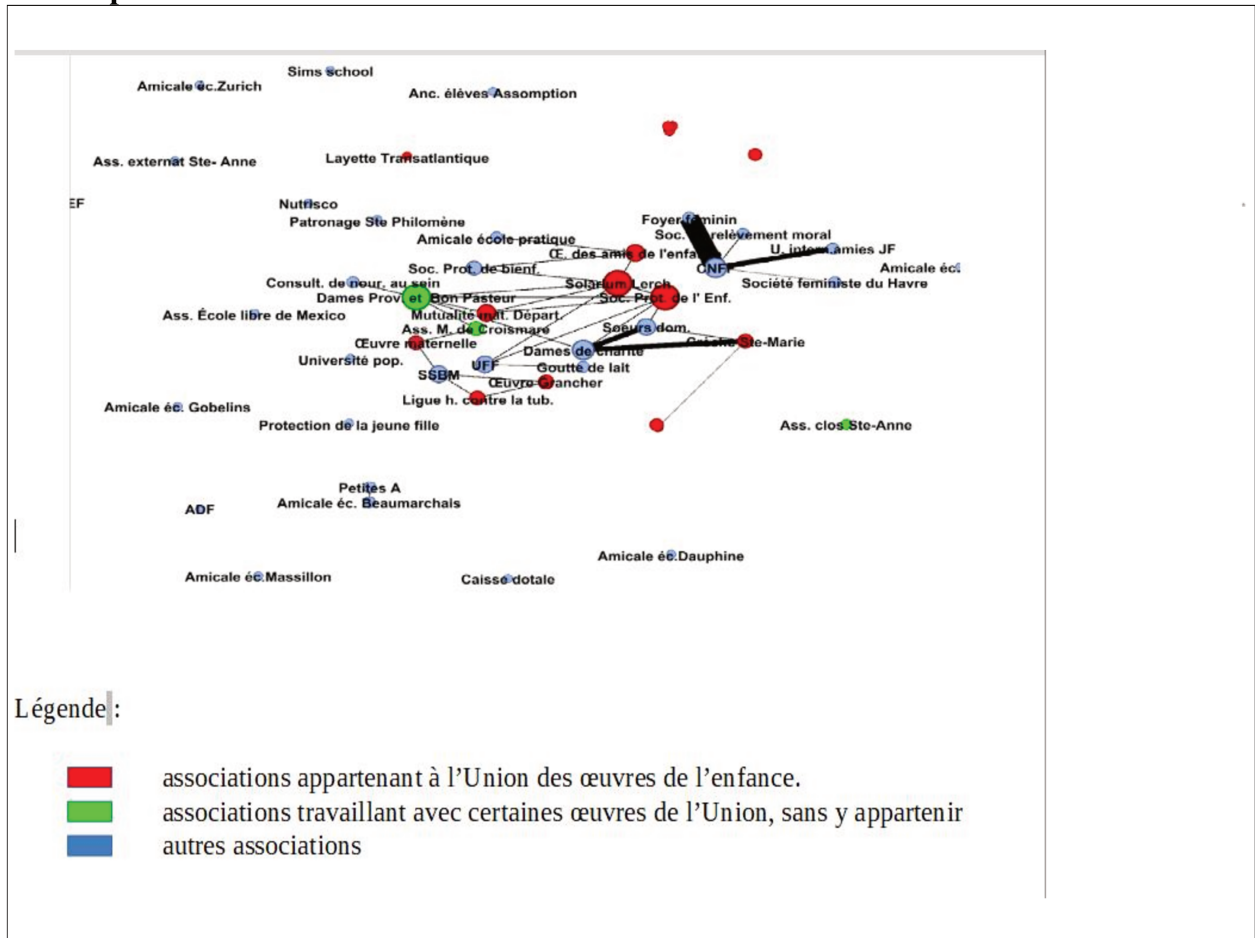 Sims school
Amicale éc.Zurich
Anc. élèves Assomption
Ass. externat Ste- Anne
Layette Transatlantique
EF
Nutrisco
Patronage Ste Philomène
Foyer féminin
Soc. relèvement moral
Amicale école pratique
U. intern.amies JF
Œ. des amis de l'enfa
CNFF
Amicale éc.
Soc. Prot. de bienf.
Consult. de nour. au sein
Solarium Lerch.
Société feministe du Havre
Dames Prov. et Bon Pasteur
Soc. Prot. de l' Enf.
Ass. École libre de Mexico
Mutualité mat. Départ.
Ass. M. de Croismare
Soeurs dom.
Œuvre maternelle
Crèche Ste-Marie
Dames de charité
Université pop.
UFF
Goutte de lait
SSBM
Œuvre Grancher
Ligue h. contre la tub.
Amicale éc. Gobelins
Protection de la jeune fille
Ass. clos Ste-Anne
Petites A
Amicale éc. Beaumarchais
ADF
Amicale éc.Dauphine
Amicale éc.Massillon
Caisse dotale
Légende :
associations appartenant à l’Union des œuvres de l’enfance.
associations travaillant avec certaines œuvres de l’Union, sans y appartenir
autres associations